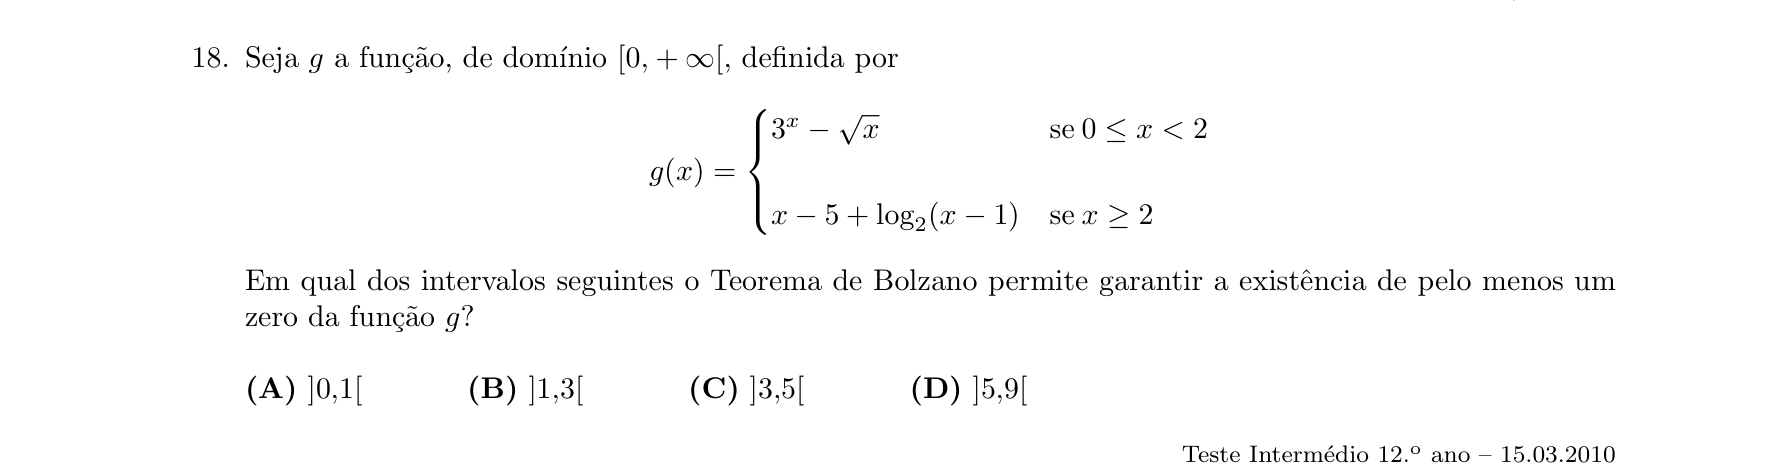 18. Seja g a função, de domínio [0, + ∞[, definida por
3ˣ − √x se 0 ≤ x < 2
g(x) =
x − 5 + log₂(x − 1) se x ≥ 2
Em qual dos intervalos seguintes o Teorema de Bolzano permite garantir a existência de pelo menos um
zero da função g?
(A) ]0,1[ (B) ]1,3[ (C) ]3,5[ (D) ]5,9[
Teste Intermédio 12.º ano – 15.03.2010